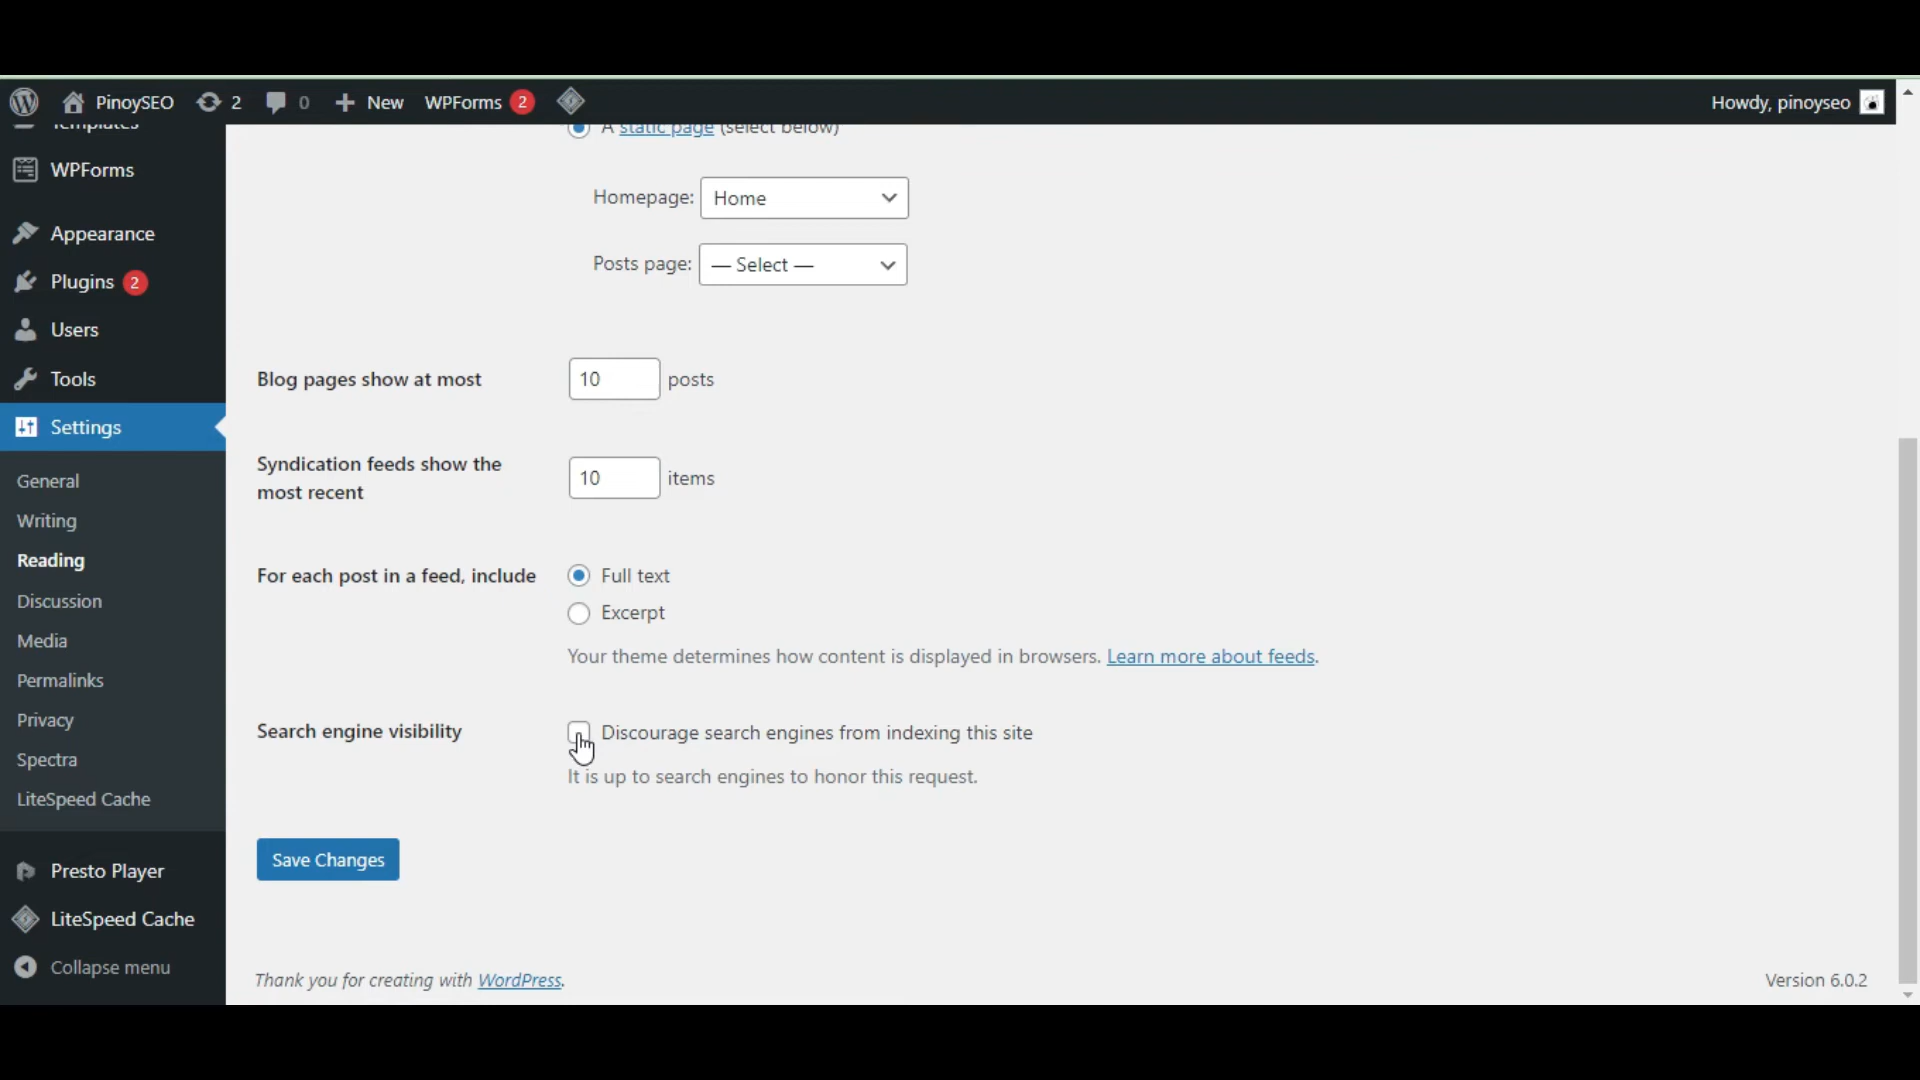 PinoySEO 2 0 + New WPForms 2 Howdy, pinoyseo
Templates
WPForms
Appearance
Plugins 2
Users
Tools
Settings
General
Writing
Reading
Discussion
Media
Permalinks
Privacy
Spectra
LiteSpeed Cache
Presto Player
LiteSpeed Cache
Collapse menu
A static page (select below)
Homepage: Home
Posts page: — Select —
Blog pages show at most 10 posts
Syndication feeds show the
most recent 10 items
For each post in a feed, include Full text
Excerpt
Your theme determines how content is displayed in browsers. Learn more about feeds.
Search engine visibility Discourage search engines from indexing this site
It is up to search engines to honor this request.
Save Changes
Thank you for creating with WordPress. Version 6.0.2